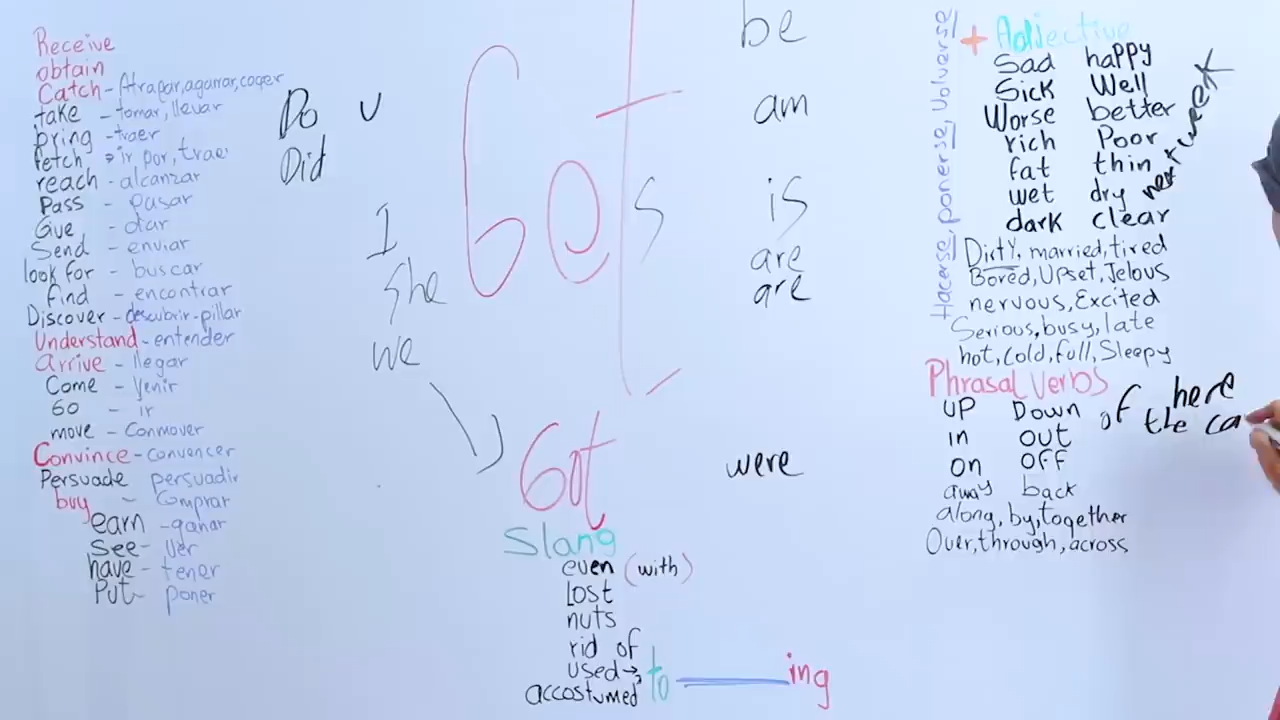 Receive
obtain
Catch - Atrapar, agarrar, coger
take - tomar, llevar
bring - traer
fetch → ir por, traer
reach - alcanzar
Pass - pasar
Give - dar
Send - enviar
look for - buscar
find - encontrar
Discover - descubrir - pillar
Understand - entender
Arrive - llegar
Come - venir
Go - ir
move - Conmover
Convince - convencer
Persuade persuadir
buy - Comprar
earn - ganar
See - Ver
have - tener
Put - poner
Do U
Did
I
She
we
Get s
Got
be
am
is
are
are
were
Slang
even (with)
Lost
nuts
rid of
used →
accostumed
to ing
Hacerse, ponerse, Volverse
+ Adjective
Sad happy
Sick Well
Worse better
rich Poor
fat thin
wet dry
dark clear
next week
Dirty, married, tired
Bored, Upset, Jelous
nervous, Excited
Serious, busy, late
hot, cold, full, Sleepy
Phrasal Verbs
UP Down
in out
on OFF
away back
along, by, together
Over, through, across
of here
the ca